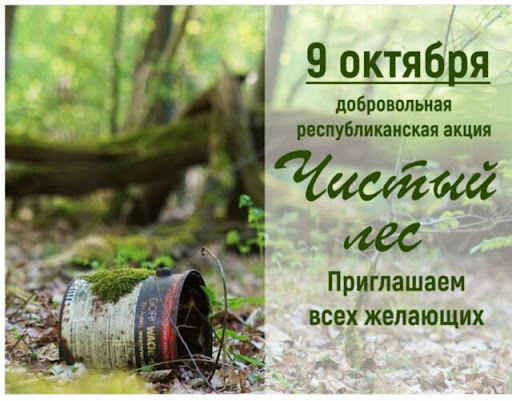 9 октября
добровольная
республиканская акция
Чистый
лес
Приглашаем
всех желающих